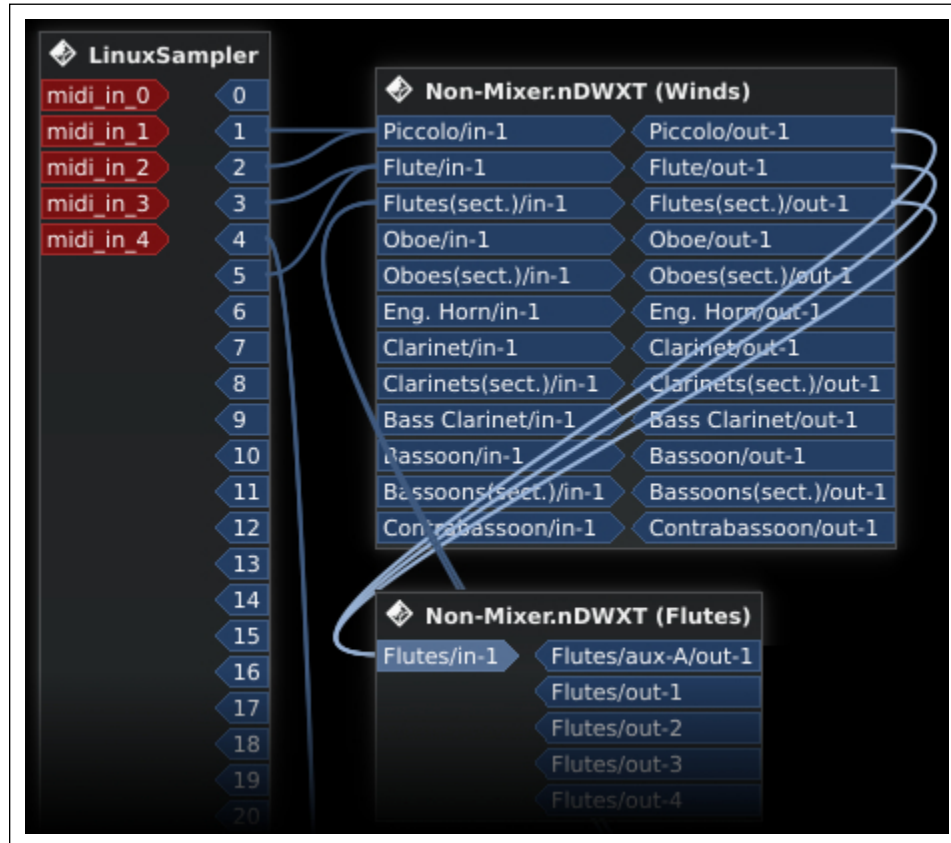 LinuxSampler
midi_in_0 0
midi_in_1 1
midi_in_2 2
midi_in_3 3
midi_in_4 4
5
6
7
8
9
10
11
12
13
14
15
16
17
18
19
20
Non-Mixer.nDWXT (Winds)
Piccolo/in-1 Piccolo/out-1
Flute/in-1 Flute/out-1
Flutes(sect.)/in-1 Flutes(sect.)/out-1
Oboe/in-1 Oboe/out-1
Oboes(sect.)/in-1 Oboes(sect.)/out-1
Eng. Horn/in-1 Eng. Horn/out-1
Clarinet/in-1 Clarinet/out-1
Clarinets(sect.)/in-1 Clarinets(sect.)/out-1
Bass Clarinet/in-1 Bass Clarinet/out-1
Bassoon/in-1 Bassoon/out-1
Bassoons(sect.)/in-1 Bassoons(sect.)/out-1
Contrabassoon/in-1 Contrabassoon/out-1
Non-Mixer.nDWXT (Flutes)
Flutes/in-1 Flutes/aux-A/out-1
Flutes/out-1
Flutes/out-2
Flutes/out-3
Flutes/out-4